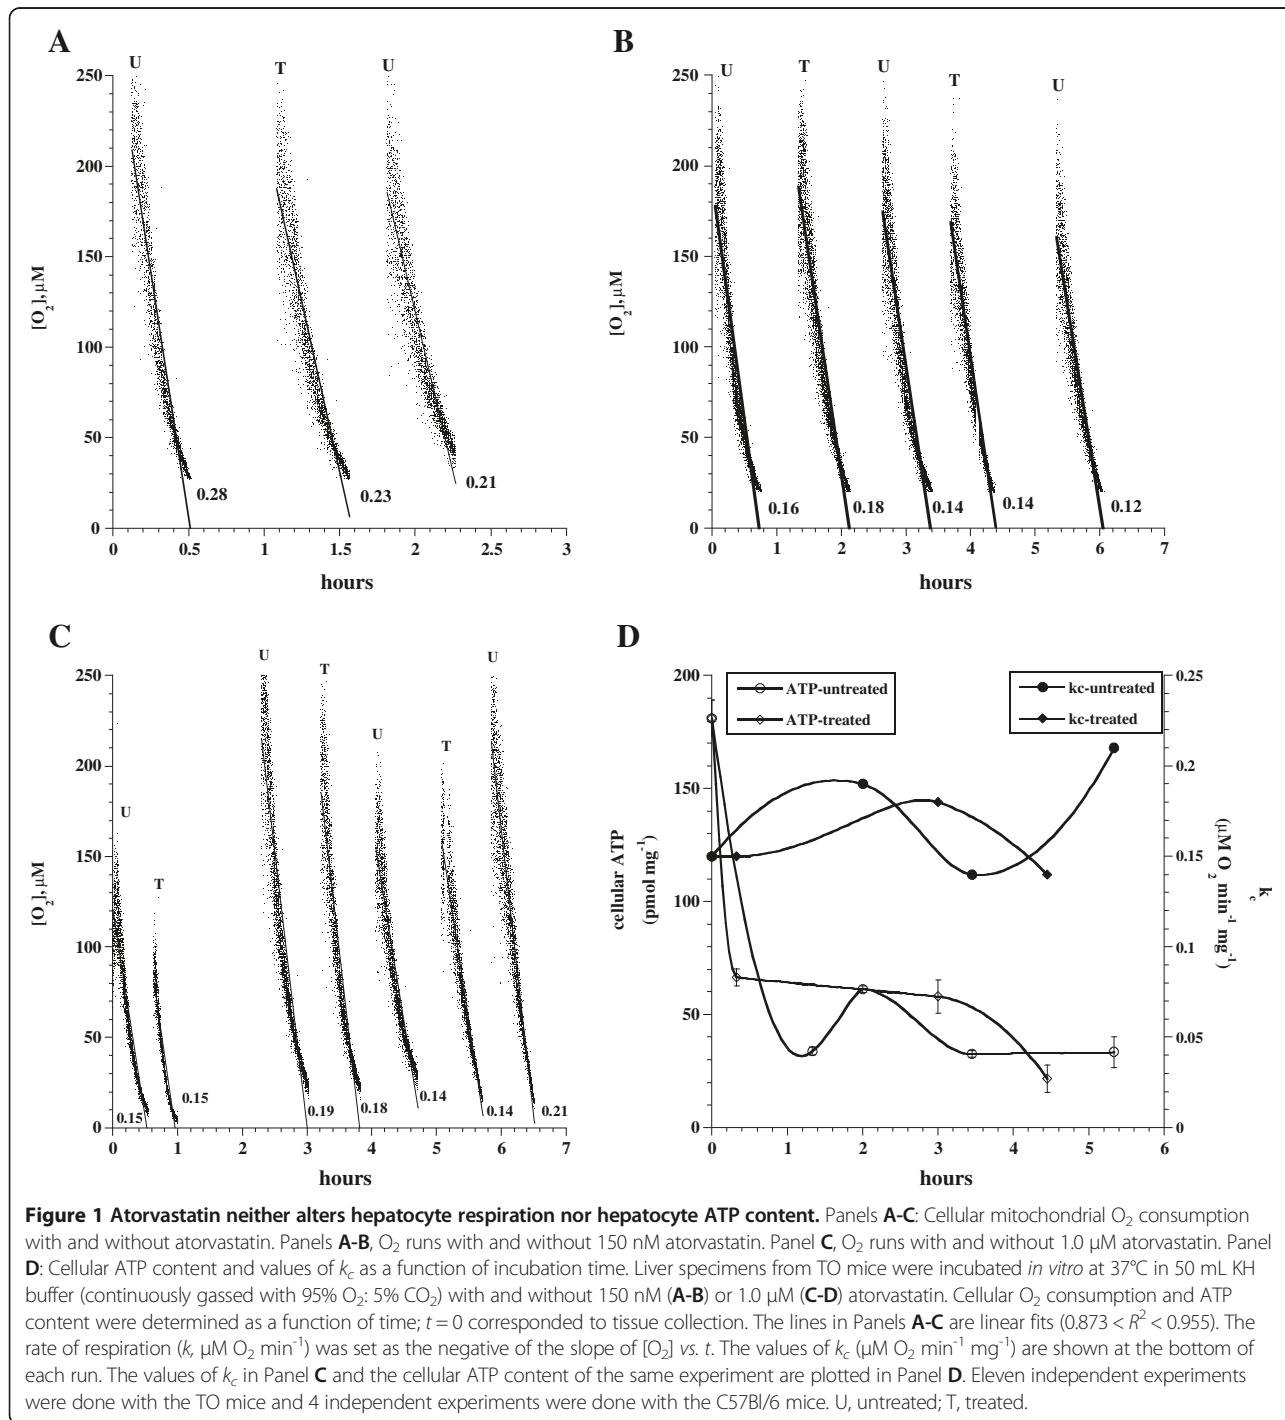 A
U
T
U
250
200
150
100
50
0
[O2], µM
0.28
0.23
0.21
0 0.5 1 1.5 2 2.5 3
hours
B
U
T
U
T
U
250
200
150
100
50
0
[O2], µM
0.16
0.18
0.14
0.14
0.12
0 1 2 3 4 5 6 7
hours
C
U
T
U
T
U
T
U
250
200
150
100
50
0
[O2], µM
0.15
0.15
0.19
0.18
0.14
0.14
0.21
0 1 2 3 4 5 6 7
hours
D
ATP-untreated
ATP-treated
kc-untreated
kc-treated
200
150
100
50
0
cellular ATP
(pmol mg-1)
0.25
0.2
0.15
0.1
0.05
0
kc
(µM O2 min-1 mg-1)
0 1 2 3 4 5 6
hours
Figure 1 Atorvastatin neither alters hepatocyte respiration nor hepatocyte ATP content. Panels A-C: Cellular mitochondrial O2 consumption
with and without atorvastatin. Panels A-B, O2 runs with and without 150 nM atorvastatin. Panel C, O2 runs with and without 1.0 µM atorvastatin. Panel
D: Cellular ATP content and values of kc as a function of incubation time. Liver specimens from TO mice were incubated in vitro at 37°C in 50 mL KH
buffer (continuously gassed with 95% O2: 5% CO2) with and without 150 nM (A-B) or 1.0 µM (C-D) atorvastatin. Cellular O2 consumption and ATP
content were determined as a function of time; t = 0 corresponded to tissue collection. The lines in Panels A-C are linear fits (0.873 < R2 < 0.955). The
rate of respiration (k, µM O2 min-1) was set as the negative of the slope of [O2] vs. t. The values of kc (µM O2 min-1 mg-1) are shown at the bottom of
each run. The values of kc in Panel C and the cellular ATP content of the same experiment are plotted in Panel D. Eleven independent experiments
were done with the TO mice and 4 independent experiments were done with the C57Bl/6 mice. U, untreated; T, treated.